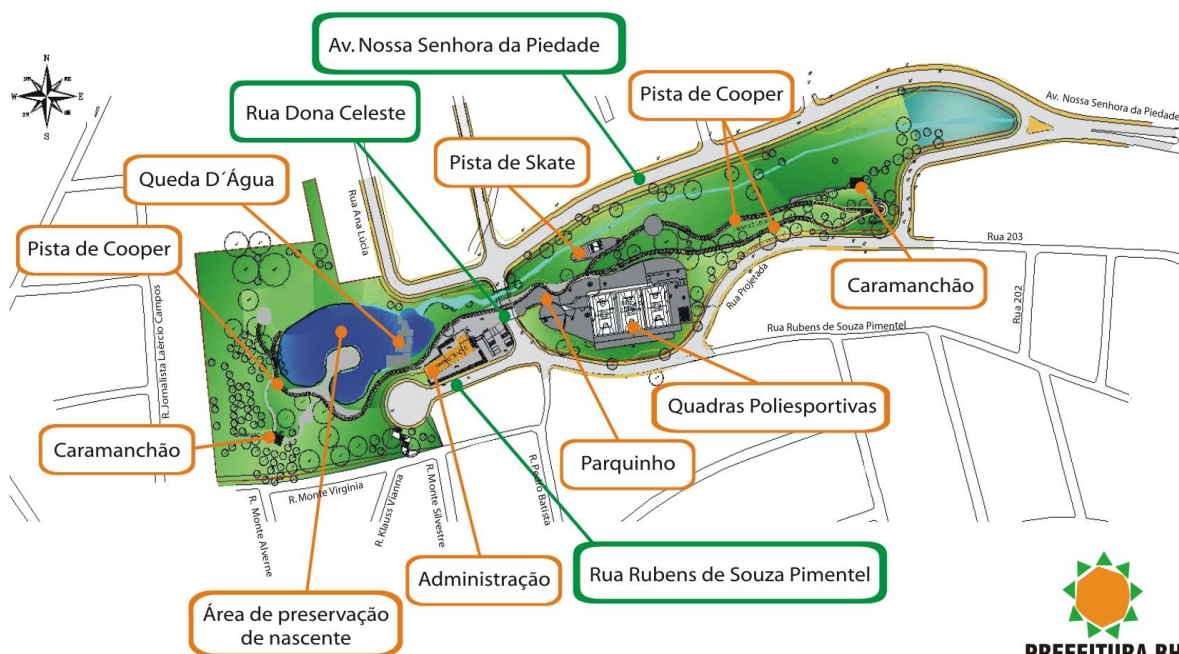 Av. Nossa Senhora da Piedade
Rua Dona Celeste
Pista de Cooper
Av. Nossa Senhora da Piedade
Pista de Skate
Queda D´Água
Rua Ana Lucia
Pista de Cooper
Rua 203
Caramanchão
Rua Projetada
Rua 202
Rua Rubens de Souza Pimentel
R. Jornalista Laércio Campos
Quadras Poliesportivas
Caramanchão
Parquinho
R. Monte Virginia
R. Monte Alverne
R. Klauss Vianna
R. Monte Silvestre
R. Pedro Batista
Administração
Rua Rubens de Souza Pimentel
Área de preservação
de nascente
N
E
S
W
PREFEITURA BH